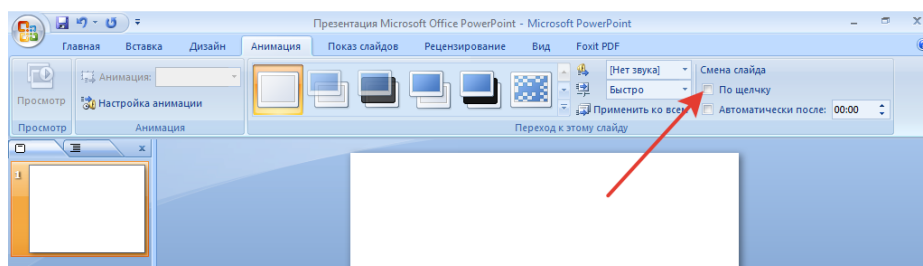 Презентация Microsoft Office PowerPoint - Microsoft PowerPoint
Главная Вставка Дизайн Анимация Показ слайдов Рецензирование Вид Foxit PDF
Просмотр
Анимация:
Настройка анимации
[Нет звука]
Быстро
Применить ко всем
Смена слайда
По щелчку
Автоматически после: 00:00
Просмотр Анимация Переход к этому слайду
1